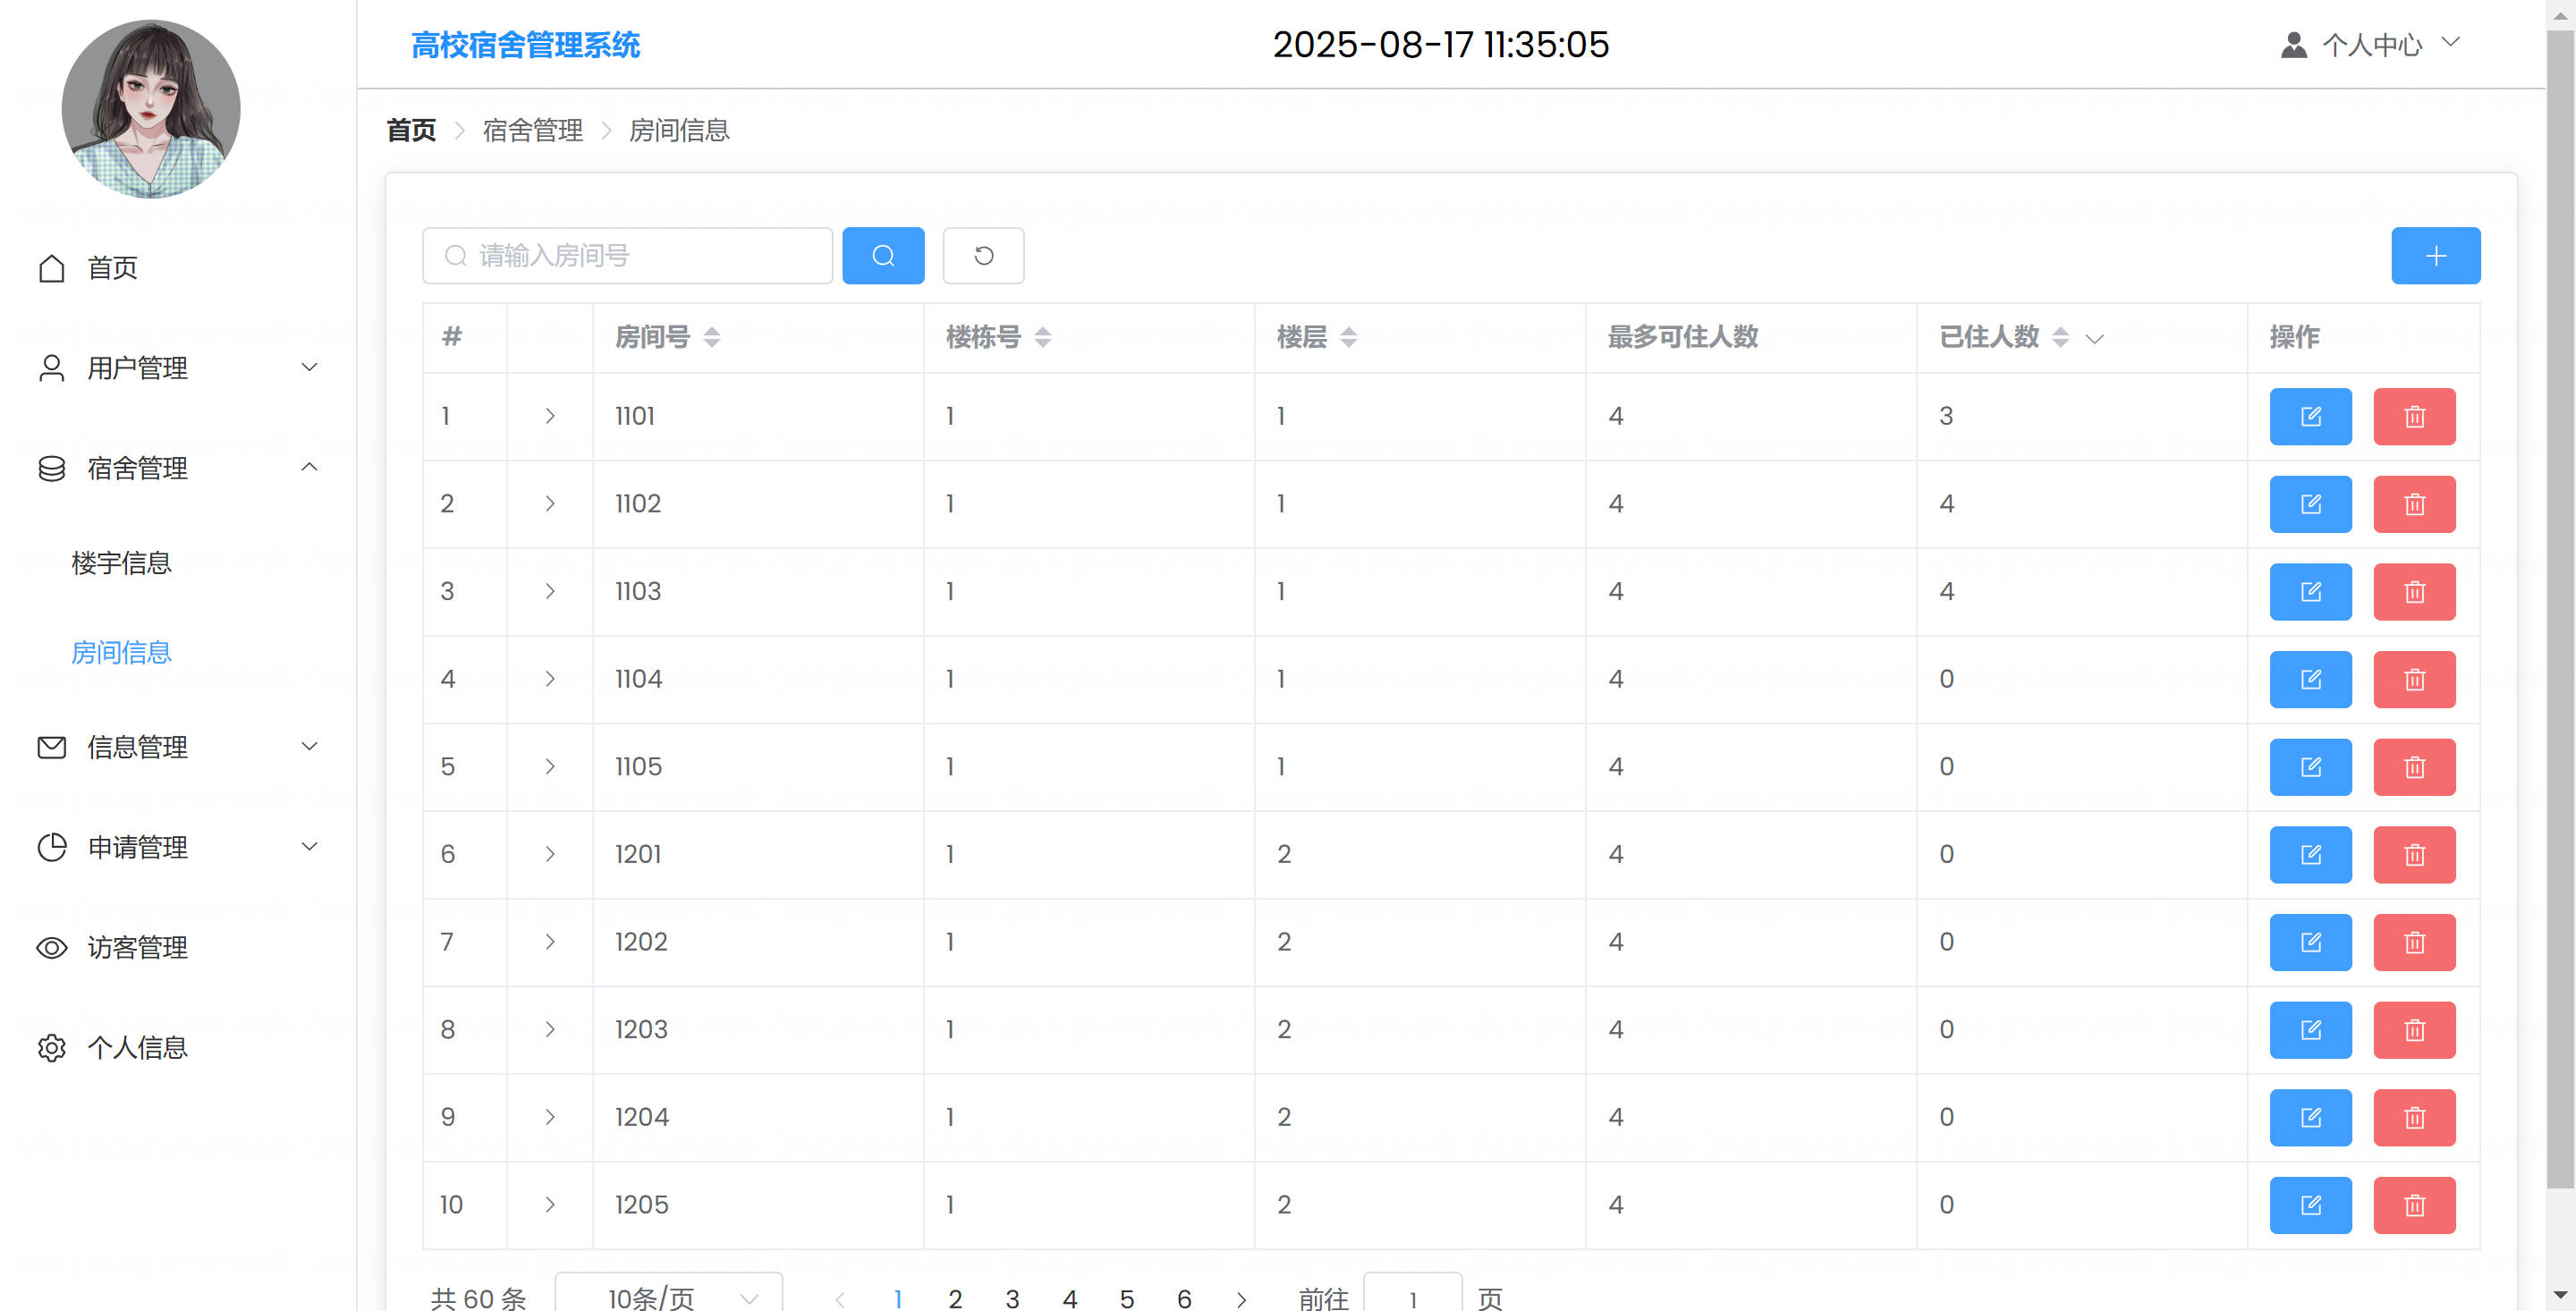 高校宿舍管理系统 2025-08-17 11:35:05 个人中心
首页 宿舍管理 房间信息
首页
用户管理
宿舍管理
楼宇信息
房间信息
信息管理
申请管理
访客管理
个人信息
请输入房间号
# 房间号 楼栋号 楼层 最多可住人数 已住人数 操作
1 1101 1 1 4 3
2 1102 1 1 4 4
3 1103 1 1 4 4
4 1104 1 1 4 0
5 1105 1 1 4 0
6 1201 1 2 4 0
7 1202 1 2 4 0
8 1203 1 2 4 0
9 1204 1 2 4 0
10 1205 1 2 4 0
共 60 条 10条/页 1 2 3 4 5 6 前往 1 页